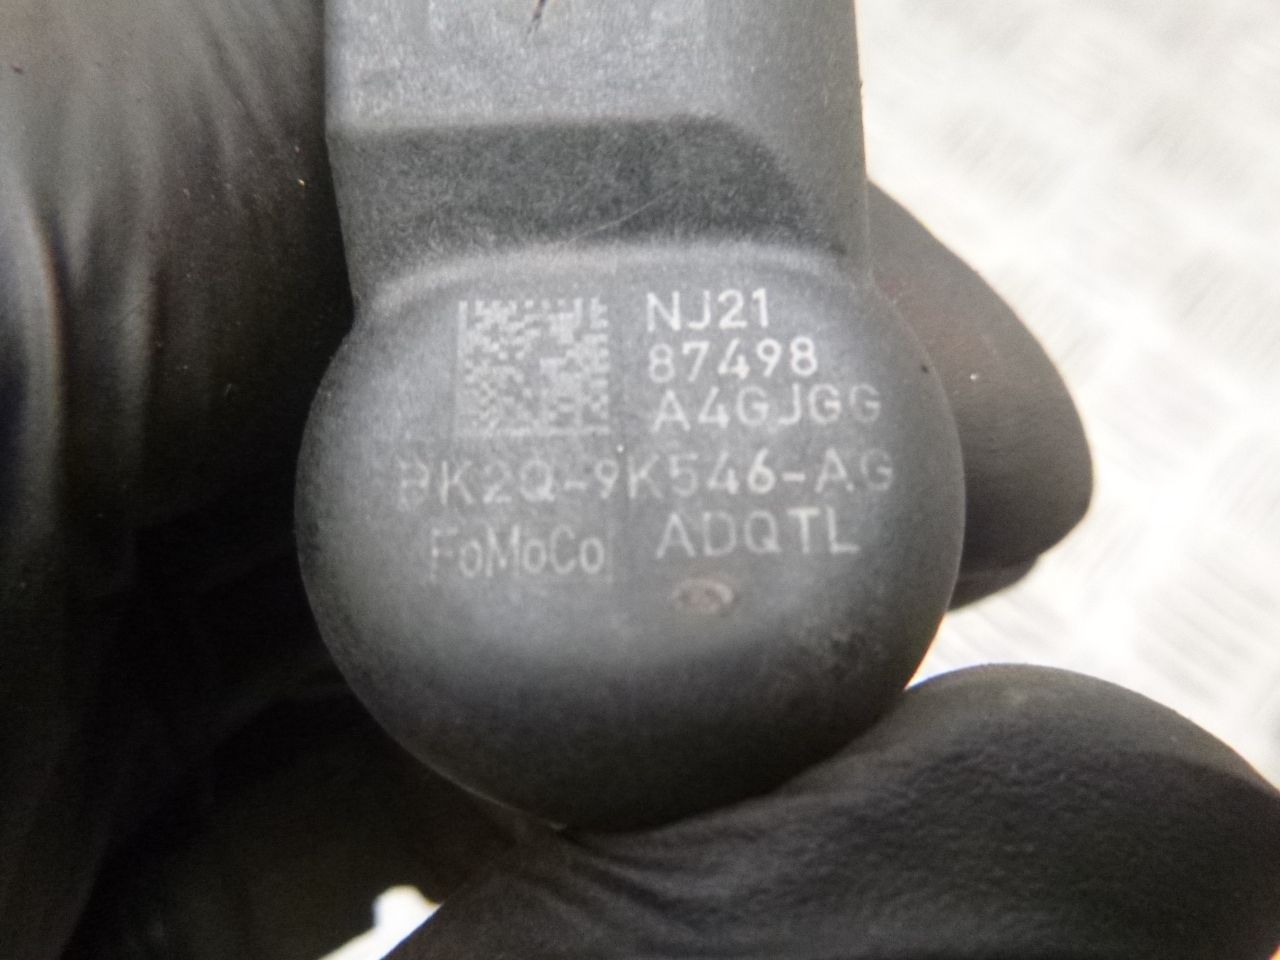 NJ21
87498
A4GJGG
BK2Q-9K546-AG
FoMoCo ADQTL